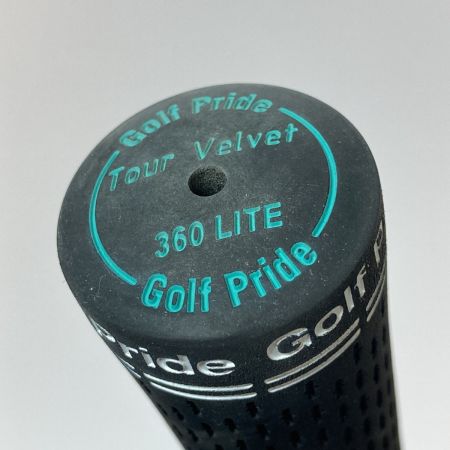 Golf Pride
Tour Velvet
360 LITE
Golf Pride
Pride Golf P